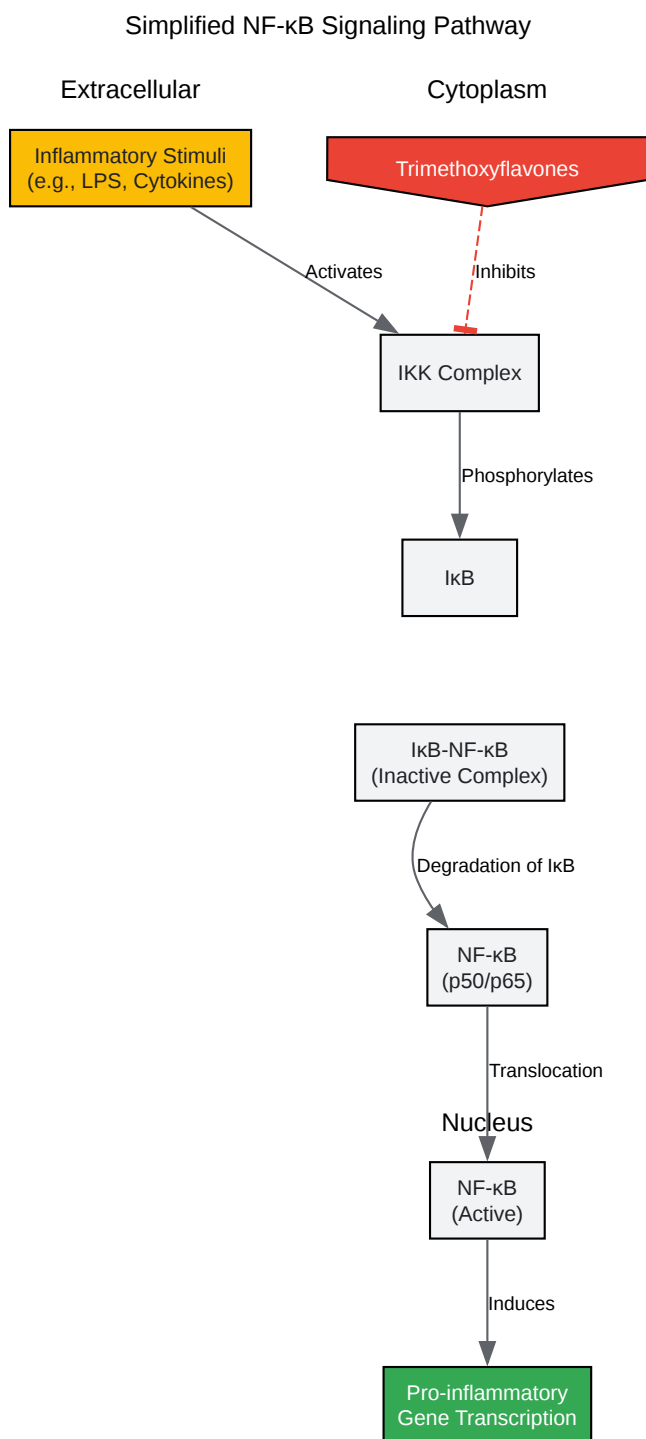 Simplified NF-κB Signaling Pathway
Extracellular
Cytoplasm
Inflammatory Stimuli
(e.g., LPS, Cytokines)
Trimethoxyflavones
Activates
Inhibits
IKK Complex
Phosphorylates
IκB
IκB-NF-κB
(Inactive Complex)
Degradation of IκB
NF-κB
(p50/p65)
Translocation
Nucleus
NF-κB
(Active)
Induces
Pro-inflammatory
Gene Transcription